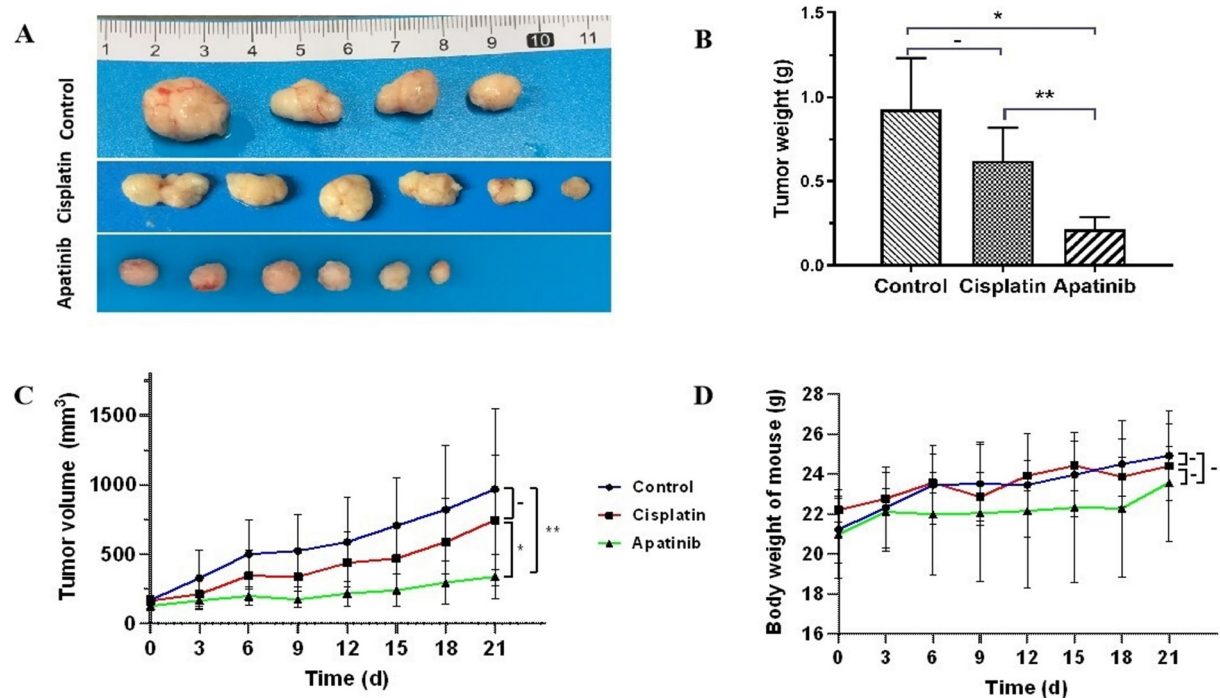 A
1 2 3 4 5 6 7 8 9 10 11
Control
Cisplatin
Apatinib
B
Tumor weight (g)
1.5
1.0
0.5
0.0
*
-
**
Control Cisplatin Apatinib
C
Tumor volume (mm³)
1500
1000
500
0
0 3 6 9 12 15 18 21
Time (d)
-
*
**
Control
Cisplatin
Apatinib
D
Body weight of mouse (g)
28
26
24
22
20
18
16
0 3 6 9 12 15 18 21
Time (d)
-
-
-